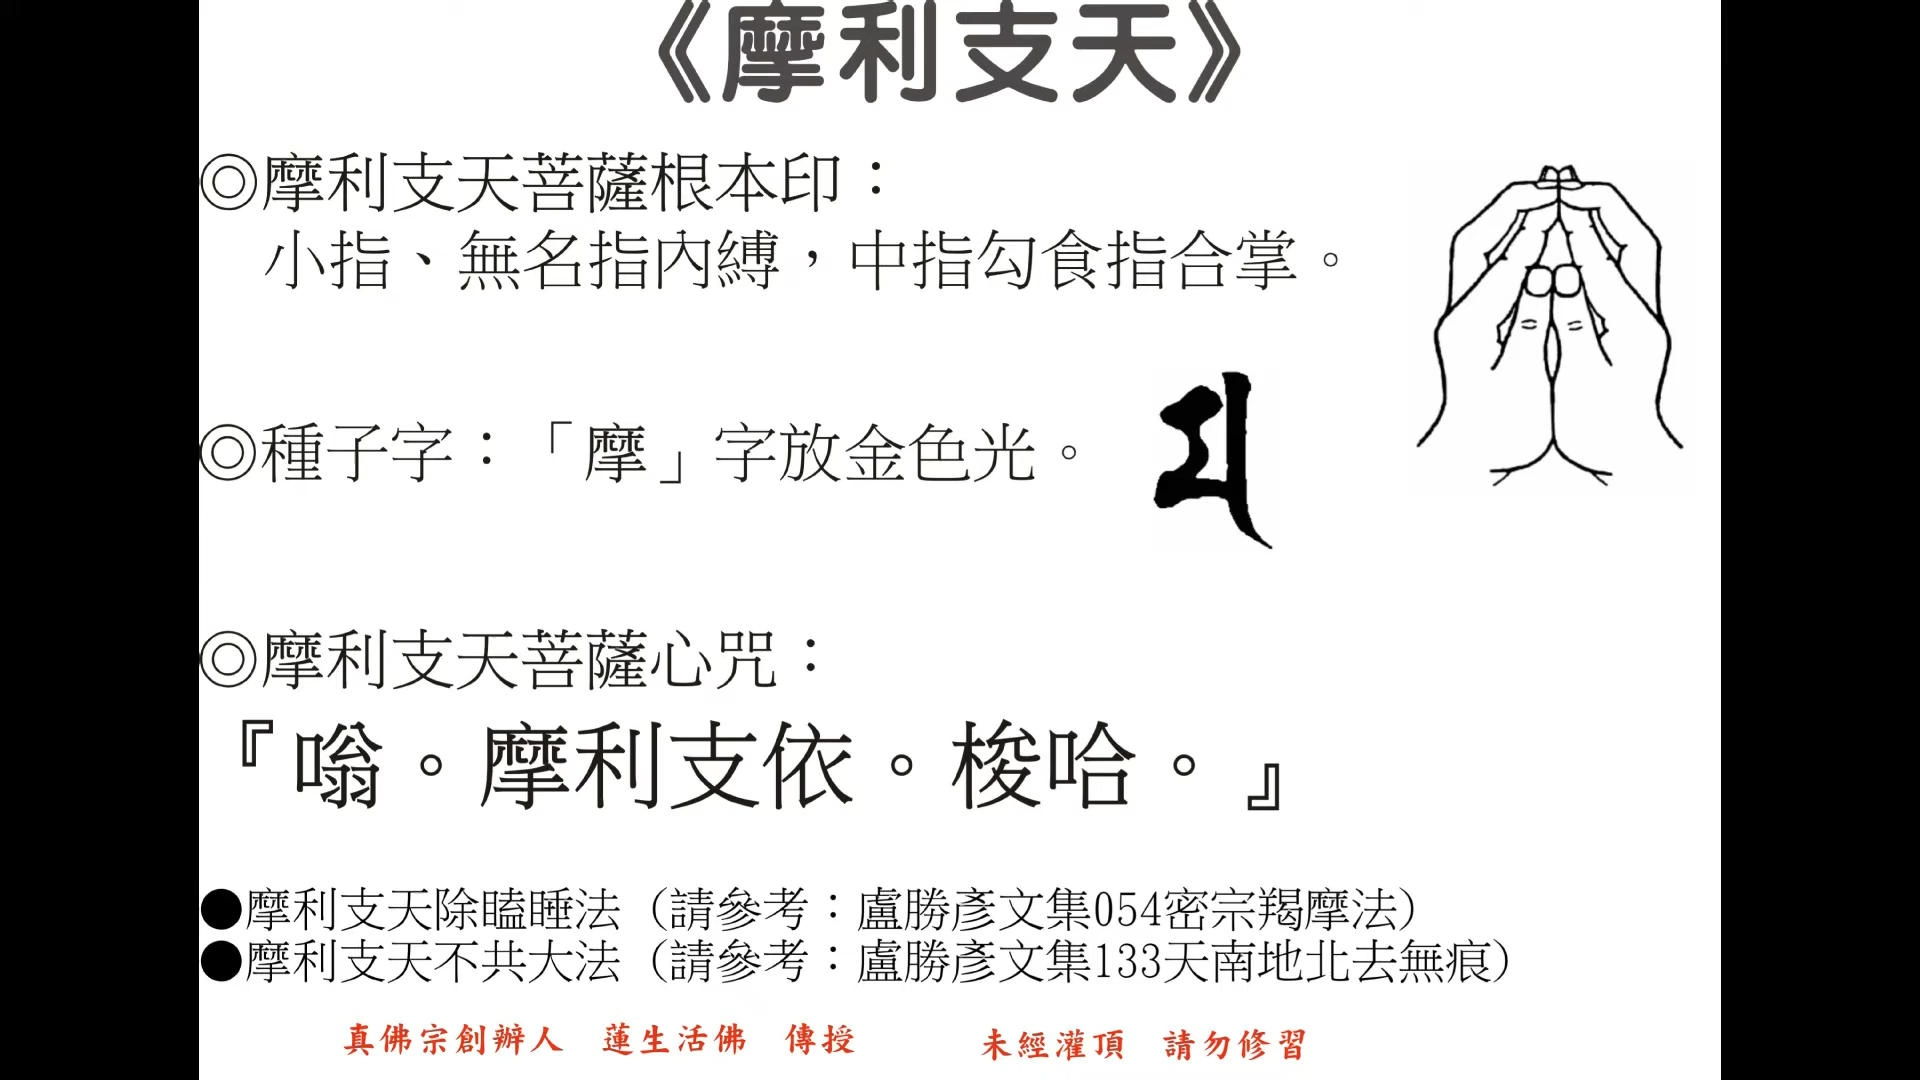 《摩利支天》
◎摩利支天菩薩根本印：
小指、無名指內縛，中指勾食指合掌。
◎種子字：「摩」字放金色光。
◎摩利支天菩薩心咒：
『嗡。摩利支依。梭哈。』
●摩利支天除瞌睡法（請參考：盧勝彥文集054密宗羯摩法）
●摩利支天不共大法（請參考：盧勝彥文集133天南地北去無痕）
真佛宗創辦人 蓮生活佛 傳授 未經灌頂 請勿修習